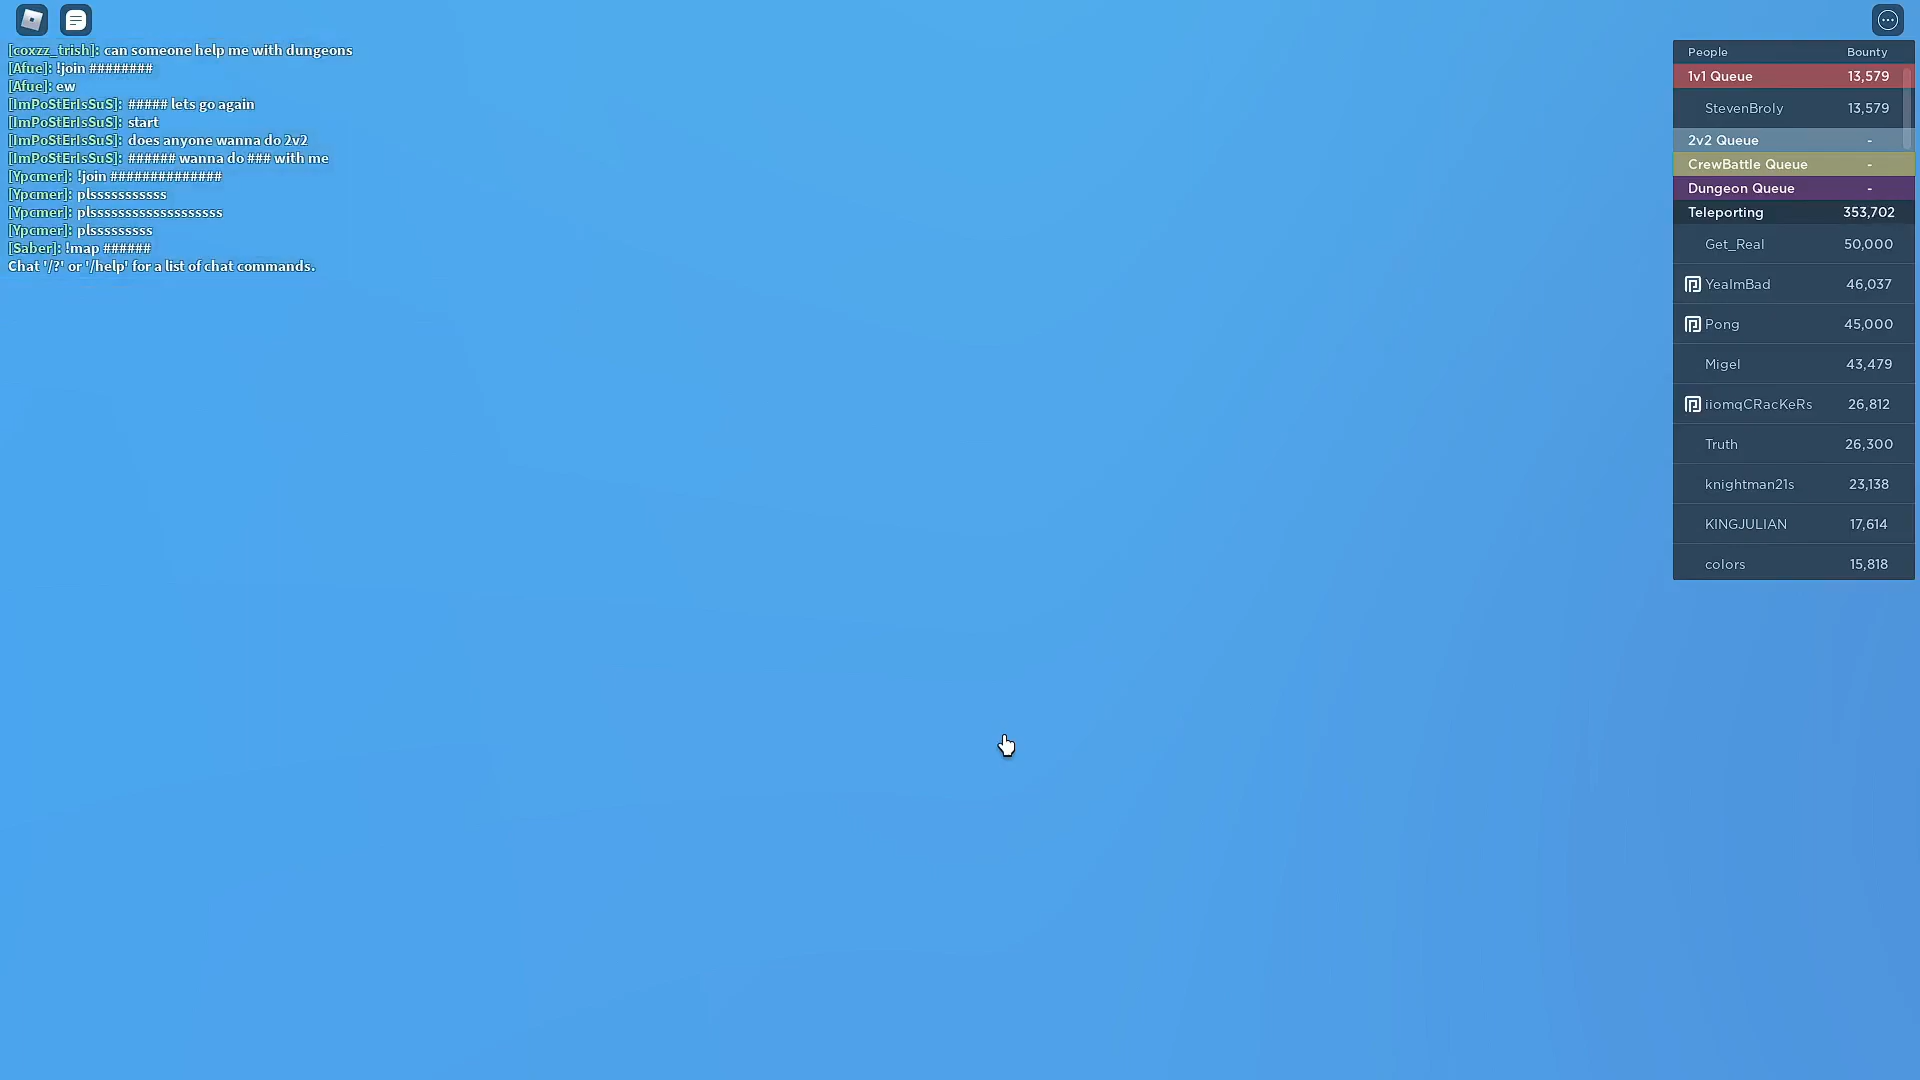 [coxzz_trish]: can someone help me with dungeons
[Afue]: !join ########
[Afue]: ew
[ImPoStErIsSuS]: ##### lets go again
[ImPoStErIsSuS]: start
[ImPoStErIsSuS]: does anyone wanna do 2v2
[ImPoStErIsSuS]: ###### wanna do ### with me
[Ypcmer]: !join ##############
[Ypcmer]: plsssssssssss
[Ypcmer]: plssssssssssssssssssss
[Ypcmer]: plsssssssss
[Saber]: !map ######
Chat '/?' or '/help' for a list of chat commands.
People Bounty
1v1 Queue 13,579
StevenBroly 13,579
2v2 Queue -
CrewBattle Queue -
Dungeon Queue -
Teleporting 353,702
Get_Real 50,000
YeaImBad 46,037
Pong 45,000
Migel 43,479
iiomqCRacKeRs 26,812
Truth 26,300
knightman21s 23,138
KINGJULIAN 17,614
colors 15,818